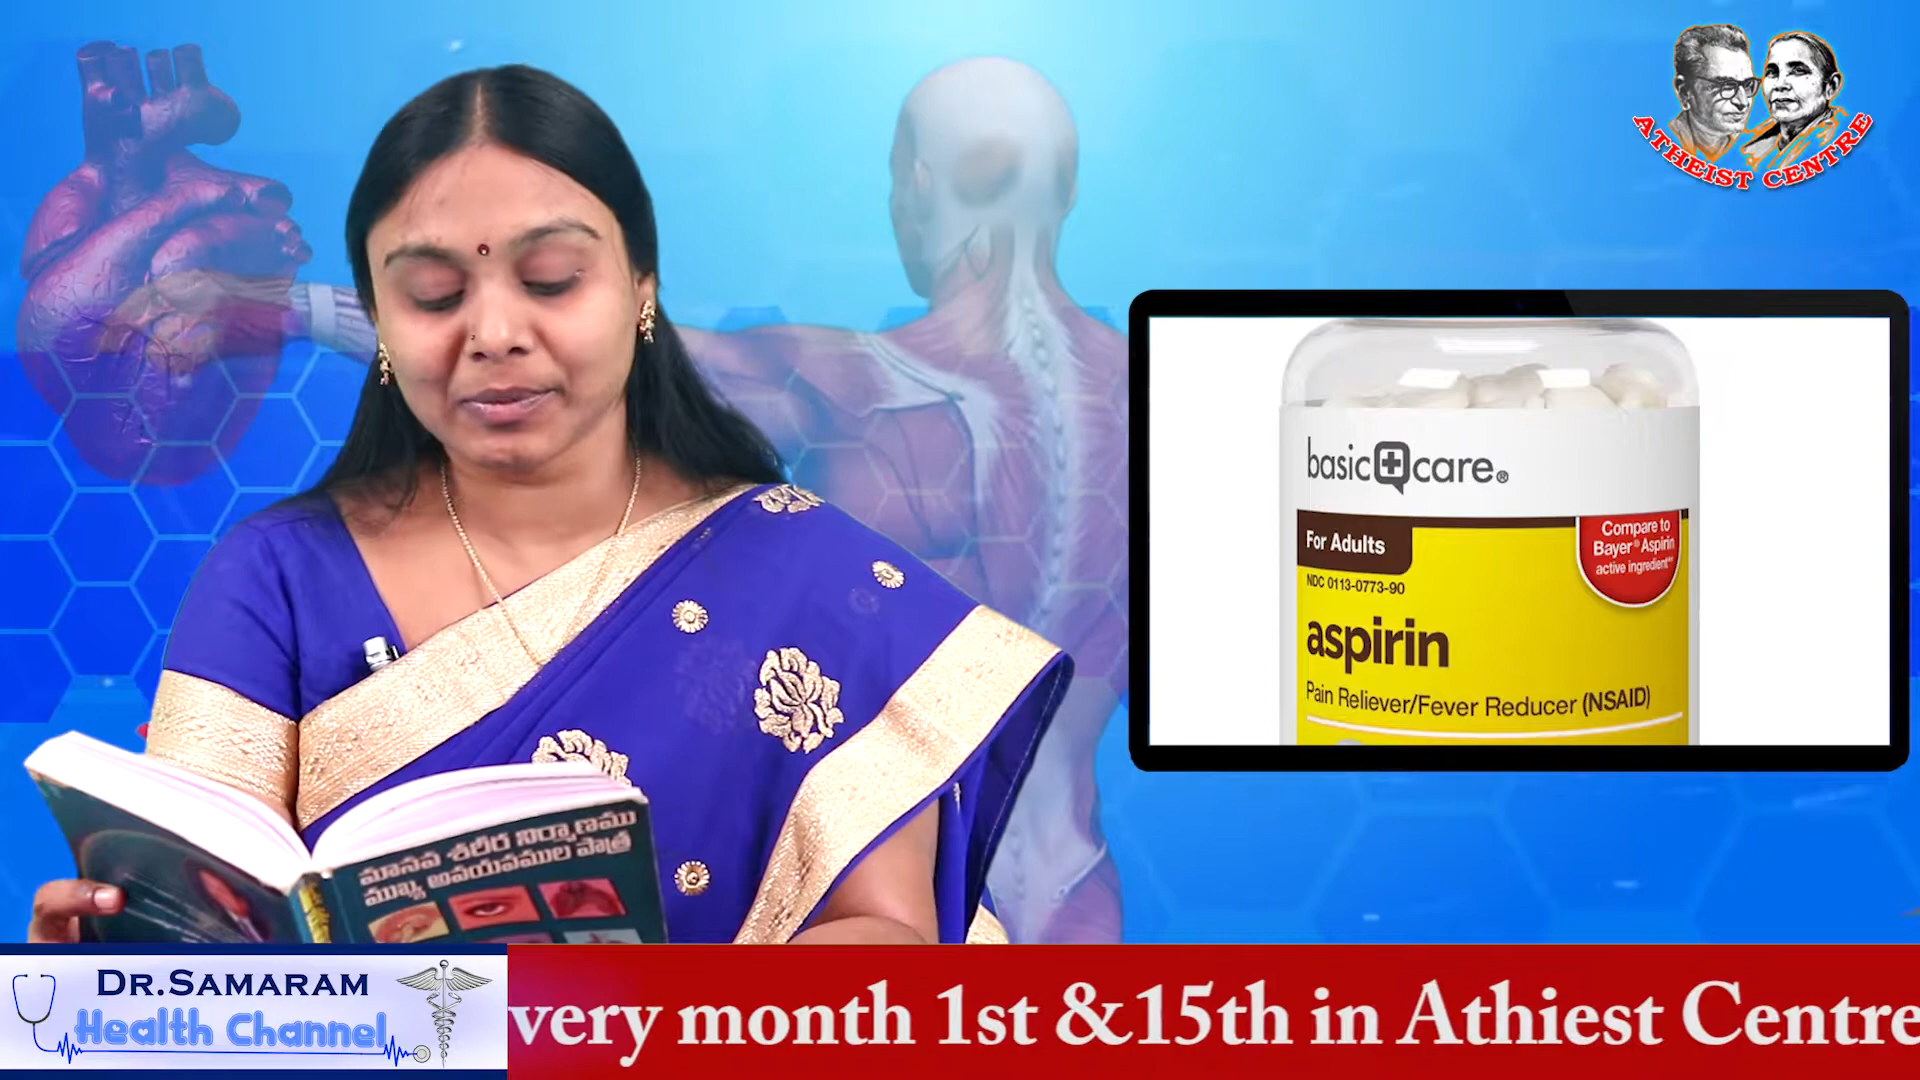 ATHEIST CENTRE
basic care®
For Adults
Compare to
Bayer® Aspirin
active ingredient**
NDC 0113-0773-90
aspirin
Pain Reliever/Fever Reducer (NSAID)
మానవ శరీర నిర్మాణము
ముఖ్య అవయవముల పాత్ర
DR.SAMARAM
Health Channel
very month 1st &15th in Athiest Centre